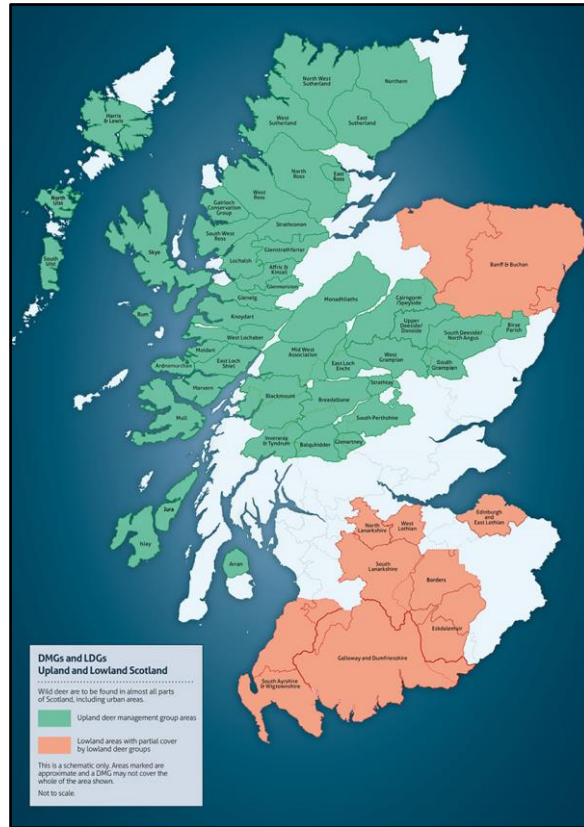 North West
Sutherland
Northern
West
Sutherland
East
Sutherland
Harris
& Lewis
North
Ross
East
Ross
West
Ross
Gairloch
Conservation
Group
South West
Ross
Strathconon
North
Uist
Skye
Lochalsh
Glenstrathfarrar
Affric &
Kintail
Glenmoriston
Banff & Buchan
South
Uist
Glenelg
Monadhliaths
Cairngorm
/Speyside
Rum
Knoydart
Upper
Deeside/
Donside
South Deeside/
North Angus
Birse
Parish
West Lochaber
Mid West
Association
Moidart
East Loch
Shiel
East Loch
Ericht
West
Grampian
South
Grampian
Ardnamurchan
Morvern
Strathtay
Blackmount
Breadalbane
Mull
South Perthshire
Inveraray
& Tyndrum
Balquhidder
Glenartney
Jura
Islay
North
Lanarkshire
West
Lothian
Edinburgh
and
East Lothian
Arran
South
Lanarkshire
Borders
Eskdalemuir
Galloway and Dumfriesshire
South Ayrshire
& Wigtownshire
DMGs and LDGs
Upland and Lowland Scotland
Wild deer are to be found in almost all parts
of Scotland, including urban areas.
Upland deer management group areas
Lowland areas with partial cover
by lowland deer groups
This is a schematic only. Areas marked are
approximate and a DMG may not cover the
whole of the area shown.
Not to scale.